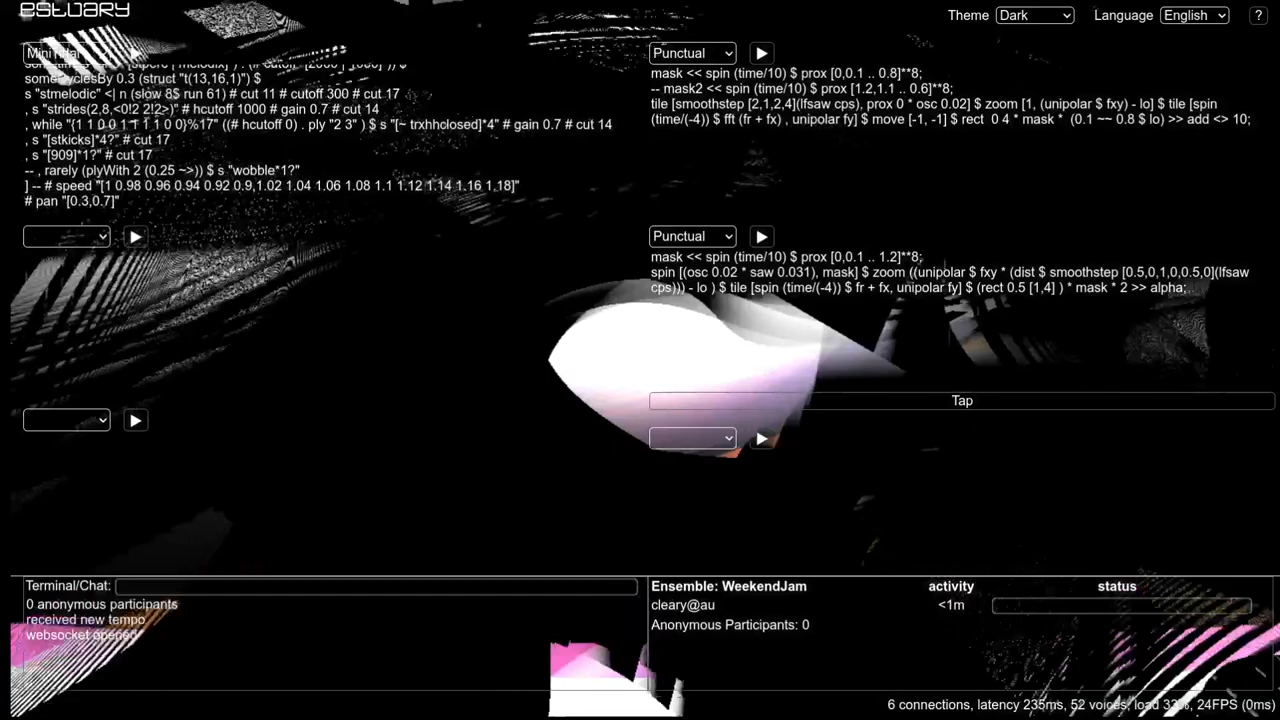 estuary
Theme Dark Language English ?
MiniTidal
someCyclesBy 0.3 (struct "t(13,16,1)") $
s "stmelodic" <| n (slow 8$ run 61) # cut 11 # cutoff 300 # cut 17
, s "strides(2,8,<0!2 2!2>)" # hcutoff 1000 # gain 0.7 # cut 14
, while "{1 1 0 0 1 1 1 1 0 0}%17" ((# hcutoff 0) . ply "2 3" ) $ s "[~ trxhhclosed]*4" # gain 0.7 # cut 14
, s "[stkicks]*4?" # cut 17
, s "[909]*1?" # cut 17
-- , rarely (plyWith 2 (0.25 ~>)) $ s "wobble*1?"
] -- # speed "[1 0.98 0.96 0.94 0.92 0.9,1.02 1.04 1.06 1.08 1.1 1.12 1.14 1.16 1.18]"
# pan "[0.3,0.7]"
Punctual
mask << spin (time/10) $ prox [0,0.1 .. 0.8]**8;
-- mask2 << spin (time/10) $ prox [1.2,1.1 .. 0.6]**8;
tile [smoothstep [2,1,2,4](lfsaw cps), prox 0 * osc 0.02] $ zoom [1, (unipolar $ fxy) - lo] $ tile [spin
(time/(-4)) $ fft (fr + fx) , unipolar fy] $ move [-1, -1] $ rect 0 4 * mask * (0.1 ~~ 0.8 $ lo) >> add <> 10;
Punctual
mask << spin (time/10) $ prox [0,0.1 .. 1.2]**8;
spin [(osc 0.02 * saw 0.031), mask] $ zoom ((unipolar $ fxy * (dist $ smoothstep [0.5,0,1,0,0.5,0](lfsaw
cps))) - lo ) $ tile [spin (time/(-4)) $ fr + fx, unipolar fy] $ (rect 0.5 [1,4] ) * mask * 2 >> alpha;
Tap
Terminal/Chat:
0 anonymous participants
received new tempo
websocket opened
Ensemble: WeekendJam activity status
cleary@au <1m
Anonymous Participants: 0
6 connections, latency 235ms, 52 voices, load 33%, 24FPS (0ms)